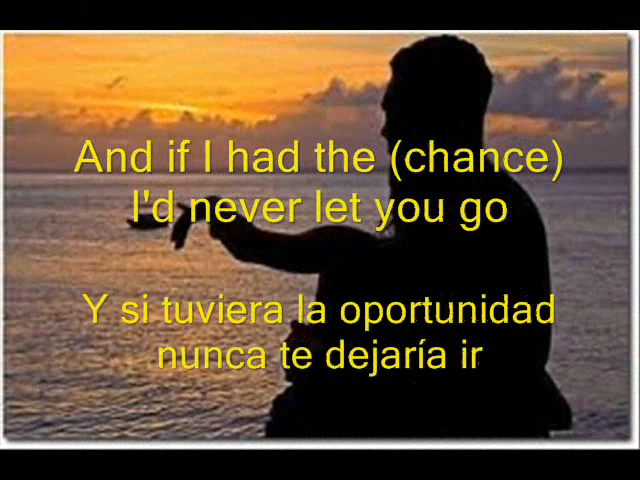 And if I had the (chance)
I'd never let you go
Y si tuviera la oportunidad
nunca te dejaría ir